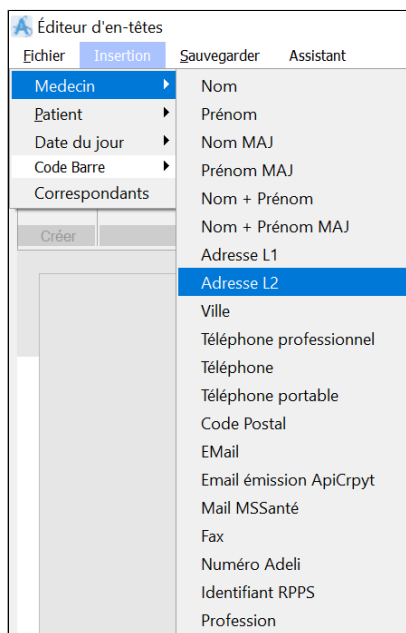 Éditeur d'en-têtes
Fichier Insertion Sauvegarder Assistant
Medecin
Patient
Date du jour
Code Barre
Correspondants
Créer
Nom
Prénom
Nom MAJ
Prénom MAJ
Nom + Prénom
Nom + Prénom MAJ
Adresse L1
Adresse L2
Ville
Téléphone professionnel
Téléphone
Téléphone portable
Code Postal
EMail
Email émission ApiCrpyt
Mail MSSanté
Fax
Numéro Adeli
Identifiant RPPS
Profession